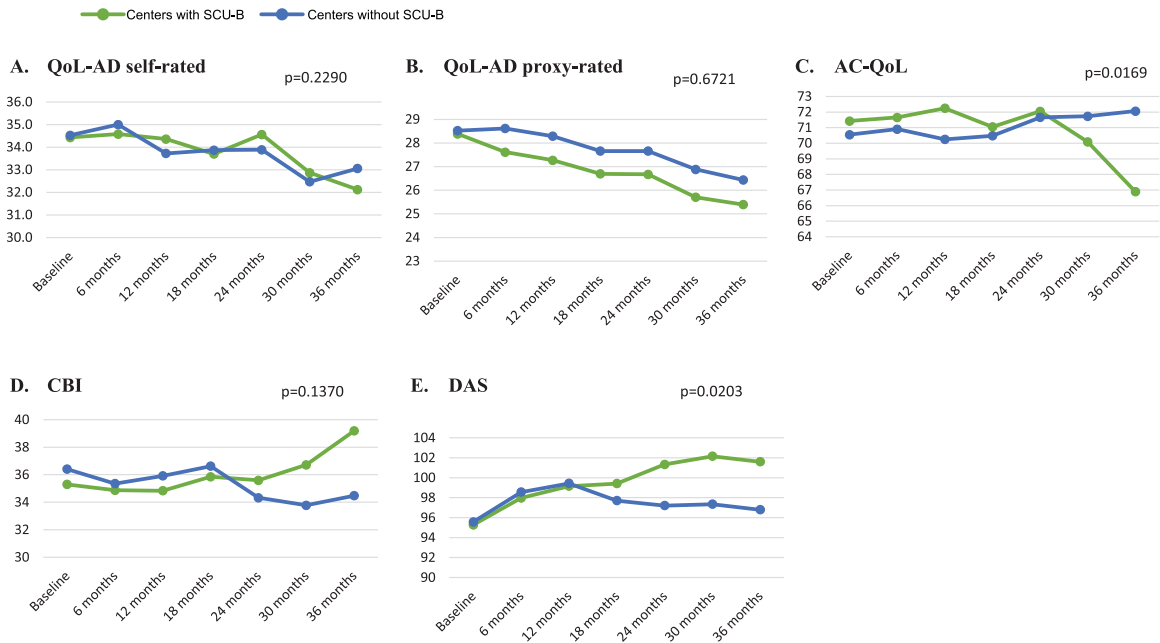 Centers with SCU-B Centers without SCU-B
A. QoL-AD self-rated
p=0.2290
36.0
35.0
34.0
33.0
32.0
31.0
30.0
Baseline
6 months
12 months
18 months
24 months
30 months
36 months
B. QoL-AD proxy-rated
p=0.6721
29
28
27
26
25
24
23
Baseline
6 months
12 months
18 months
24 months
30 months
36 months
C. AC-QoL
p=0.0169
73
72
71
70
69
68
67
66
65
64
Baseline
6 months
12 months
18 months
24 months
30 months
36 months
D. CBI
p=0.1370
40
38
36
34
32
30
Baseline
6 months
12 months
18 months
24 months
30 months
36 months
E. DAS
p=0.0203
104
102
100
98
96
94
92
90
Baseline
6 months
12 months
18 months
24 months
30 months
36 months